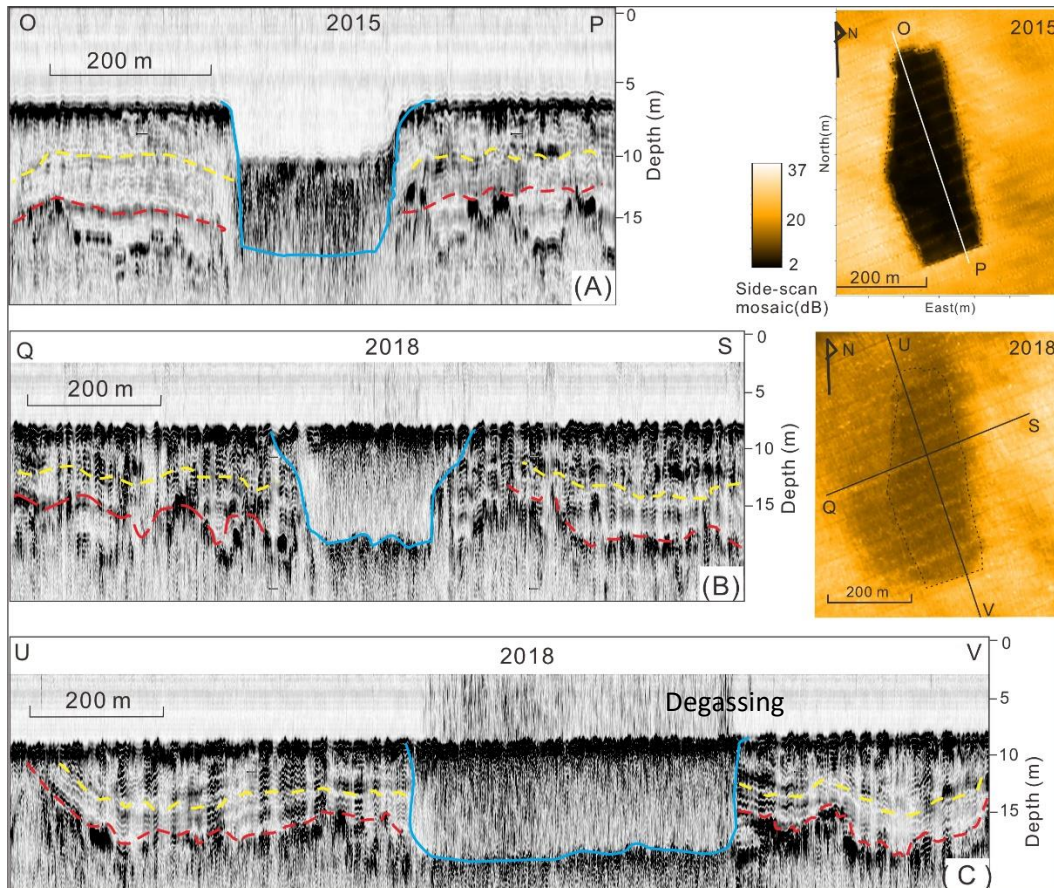 O 2015 P
200 m
0
5
10
15
Depth (m)
(A)
O
N
2015
North(m)
37
20
2
Side-scan
mosaic(dB)
200 m
P
East(m)
Q 2018 S
200 m
0
5
10
15
Depth (m)
(B)
U
N
2018
S
Q
200 m
V
U 2018 V
200 m
Degassing
0
5
10
15
Depth (m)
(C)